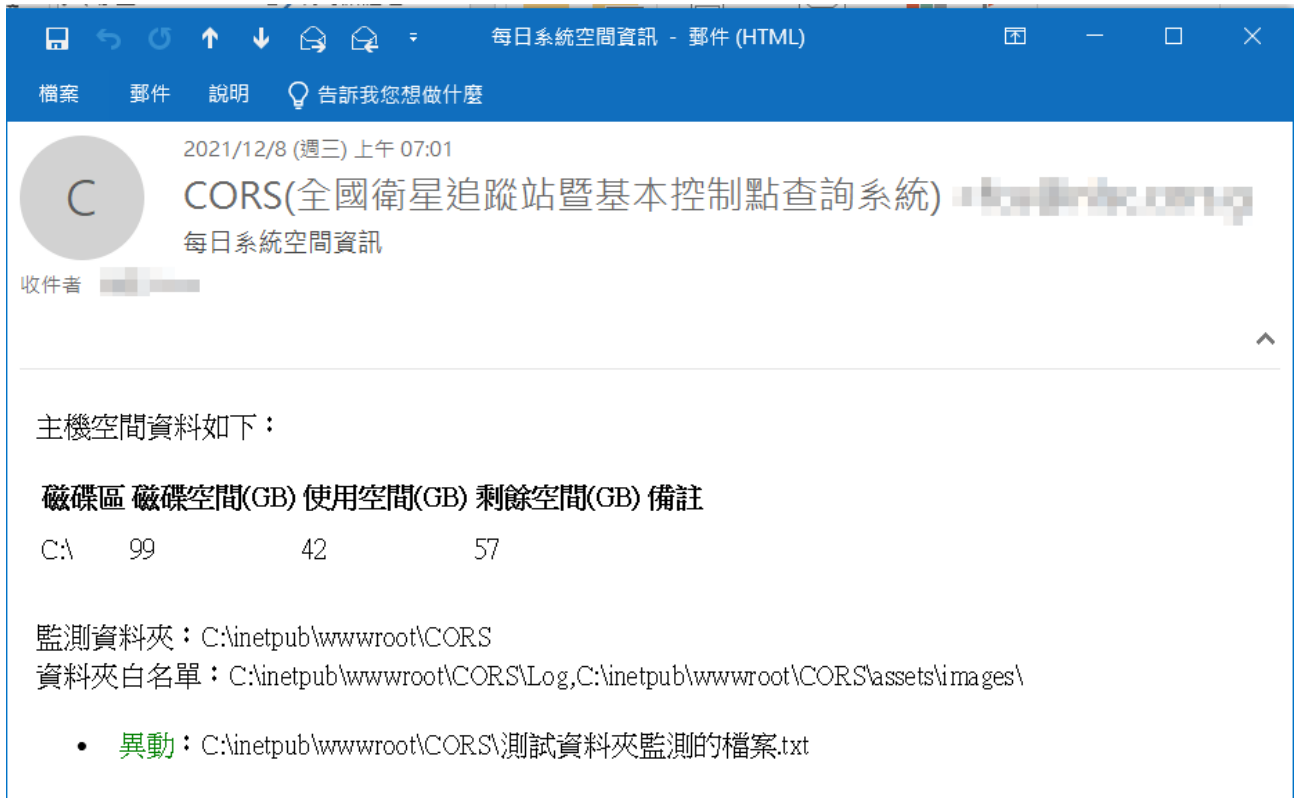 每日系統空間資訊 - 郵件 (HTML)
檔案 郵件 說明 告訴我您想做什麼
2021/12/8 (週三) 上午 07:01
C
CORS(全國衛星追蹤站暨基本控制點查詢系統)
每日系統空間資訊
收件者
主機空間資料如下：
磁碟區 磁碟空間(GB) 使用空間(GB) 剩餘空間(GB) 備註
C:\ 99 42 57
監測資料夾：C:\inetpub\wwwroot\CORS
資料夾白名單：C:\inetpub\wwwroot\CORS\Log,C:\inetpub\wwwroot\CORS\assets\images\
• 異動：C:\inetpub\wwwroot\CORS\測試資料夾監測的檔案.txt